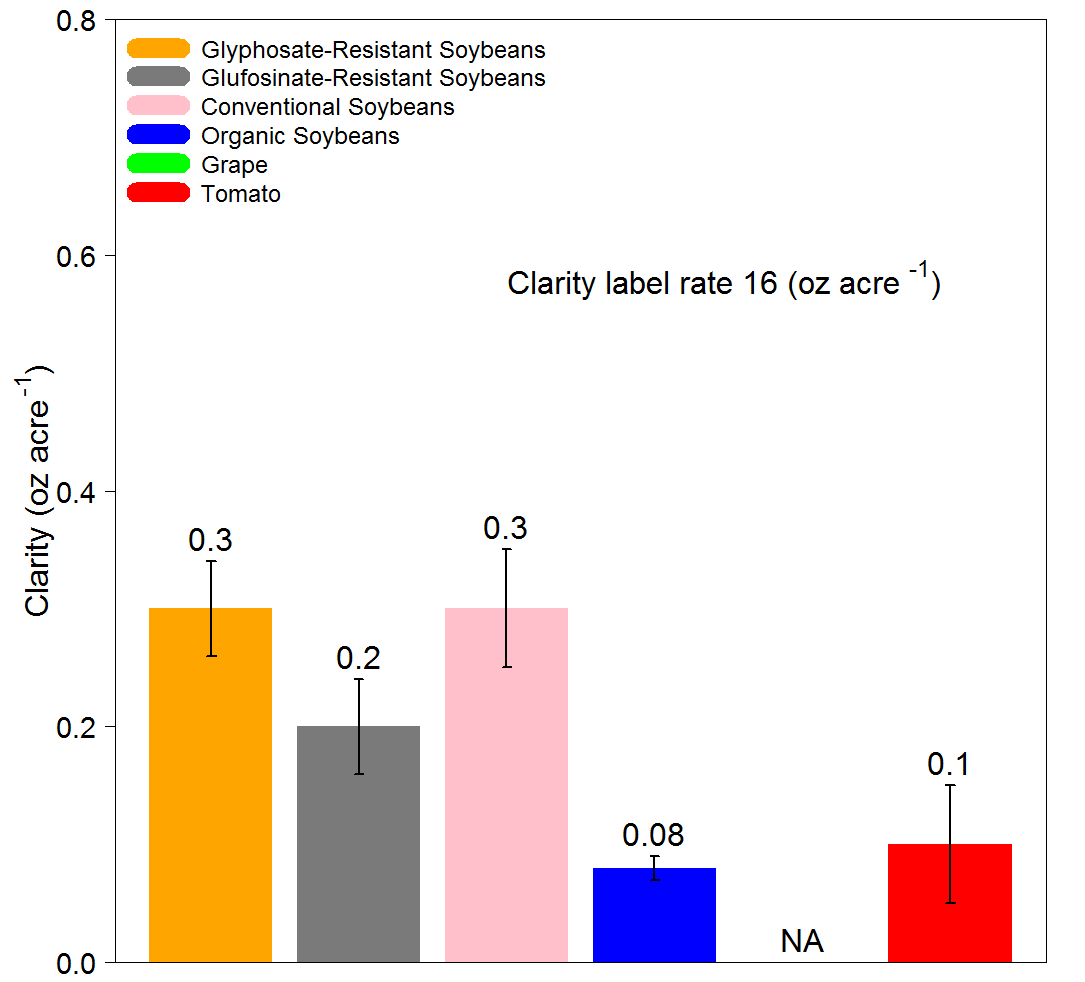 0.8
Glyphosate-Resistant Soybeans
Glufosinate-Resistant Soybeans
Conventional Soybeans
Organic Soybeans
Grape
Tomato
0.6
Clarity label rate 16 (oz acre -1)
Clarity (oz acre-1)
0.4
0.3
0.3
0.2
0.2
0.1
0.08
NA
0.0